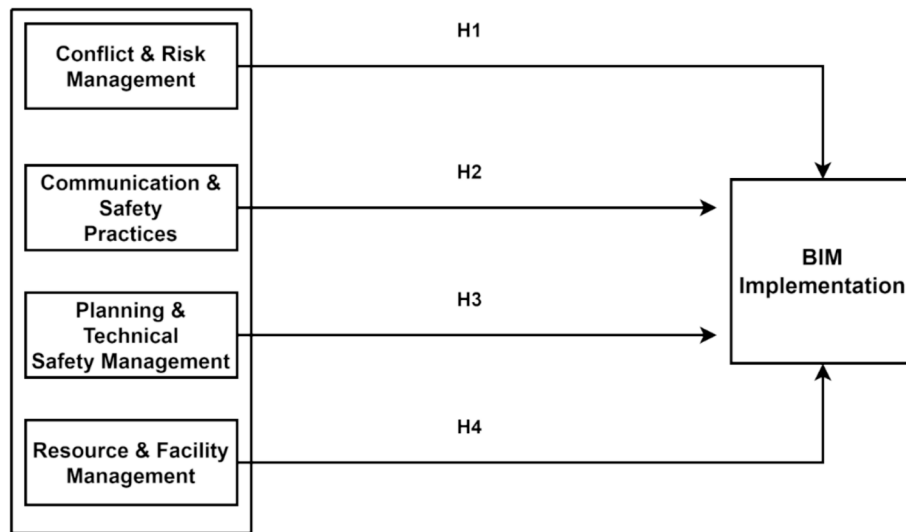 H1
Conflict & Risk
Management
H2
Communication &
Safety
Practices
BIM
Implementation
H3
Planning &
Technical
Safety Management
H4
Resource & Facility
Management